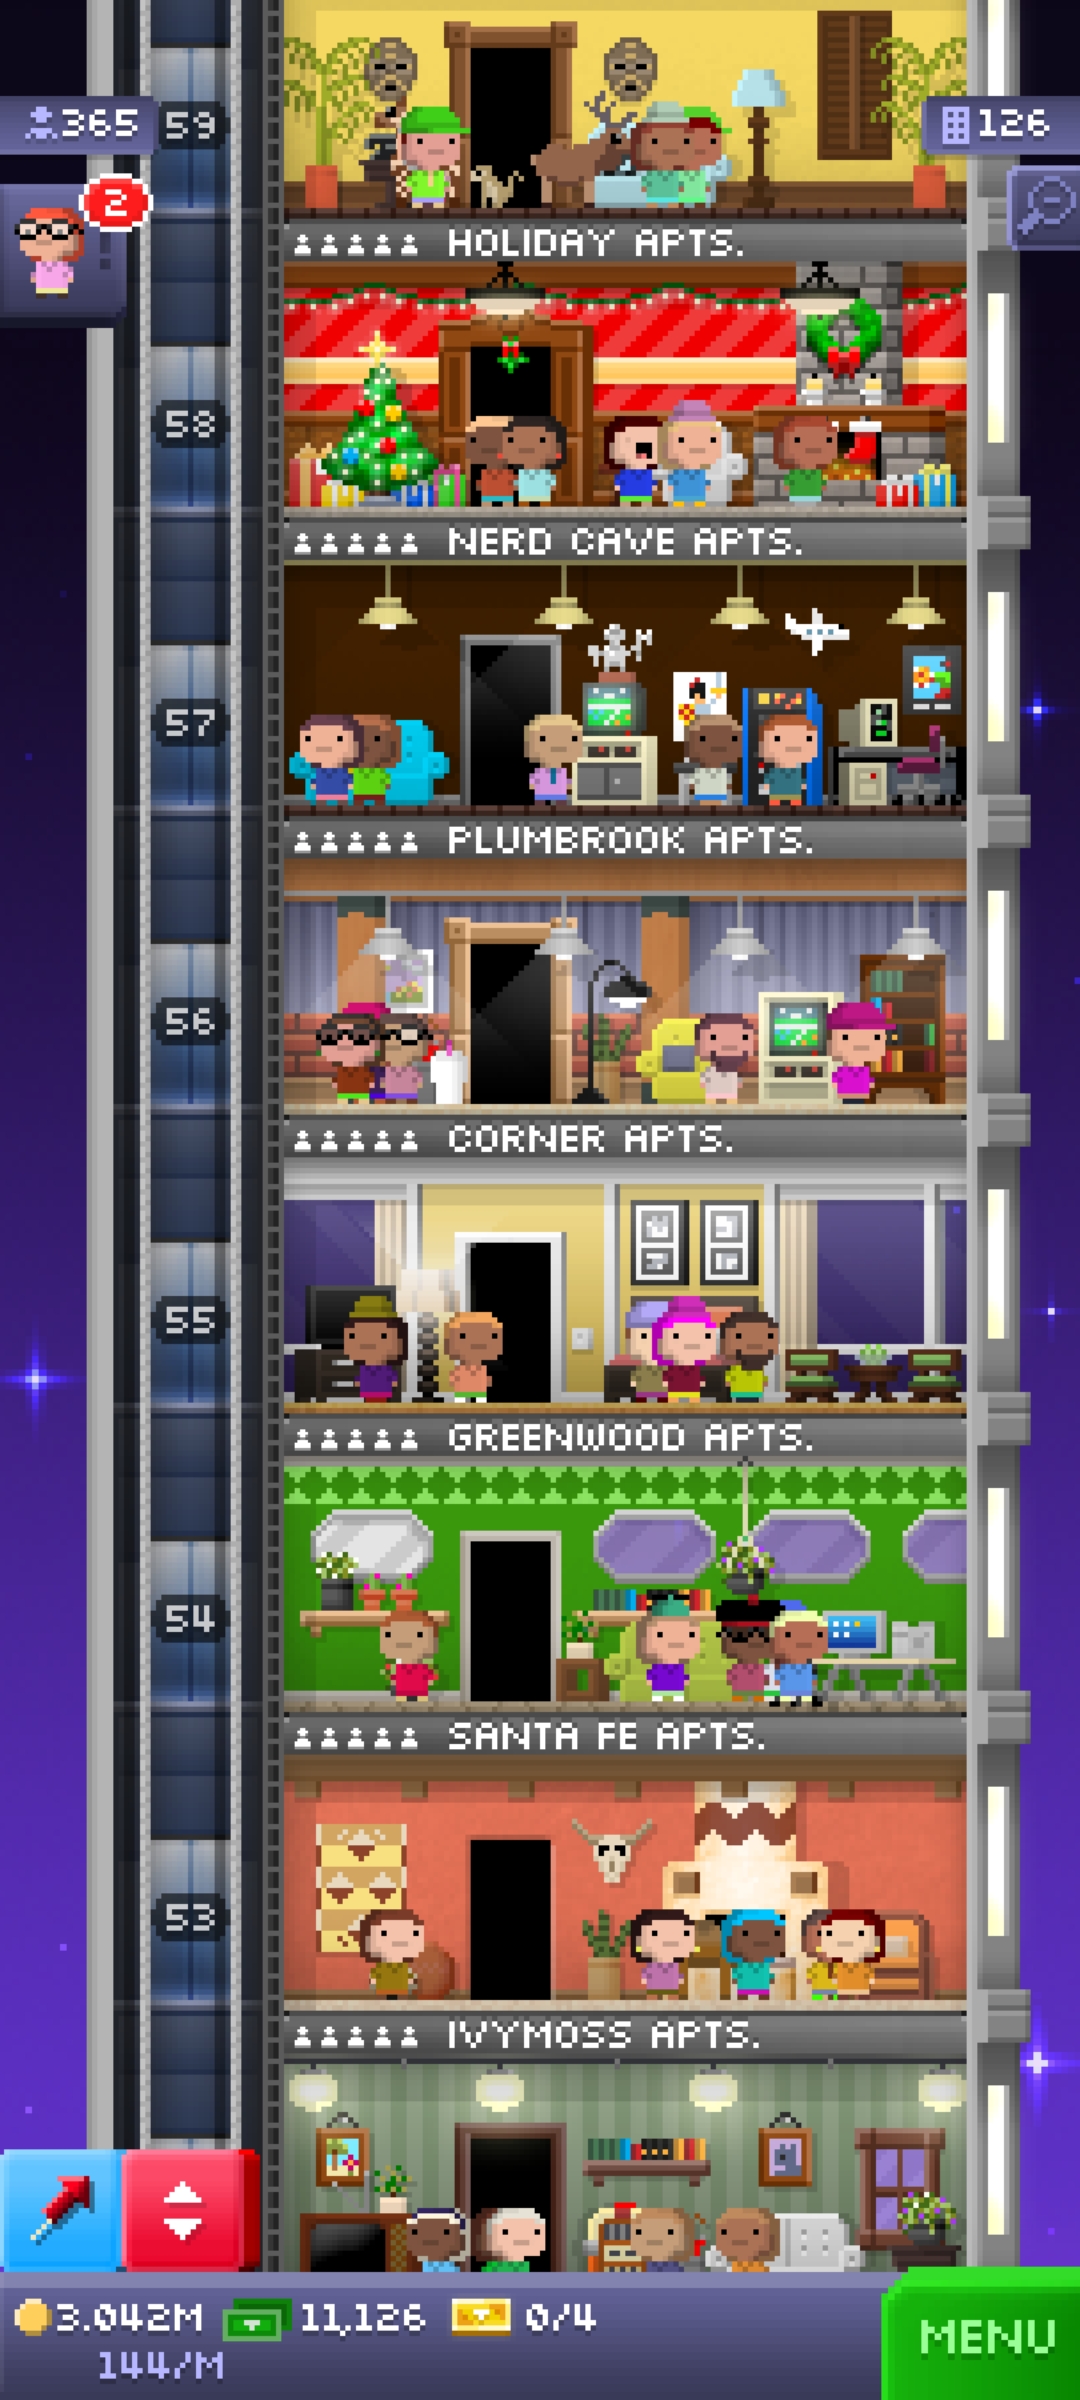 365
59
126
2
HOLIDAY APTS.
58
NERD CAVE APTS.
57
PLUMBROOK APTS.
56
CORNER APTS.
55
GREENWOOD APTS.
54
SANTA FE APTS.
53
IVYMOSS APTS.
3.042M 11,126 0/4
144/M
MENU